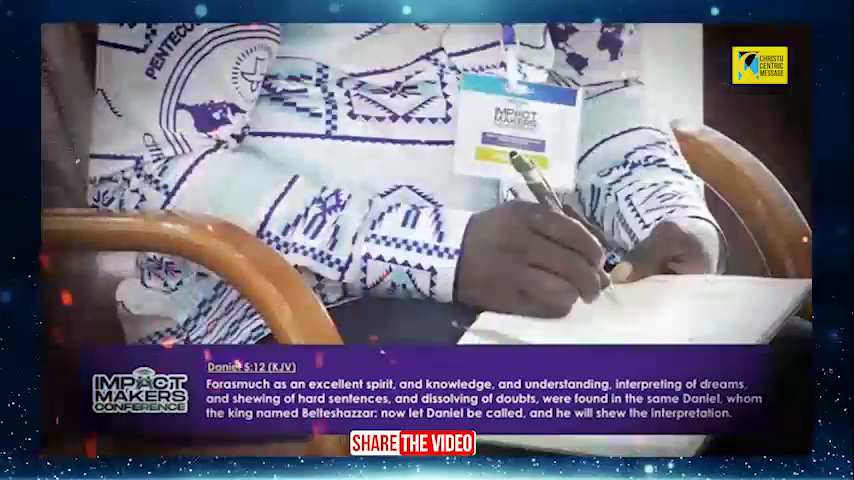 PENTECO
CHRISTO
CENTRIC
MESSAGE
IMPACT
MAKERS
Daniel 5:12 (KJV)
IMPACT
MAKERS
CONFERENCE
Forasmuch as an excellent spirit, and knowledge, and understanding, interpreting of dreams,
and shewing of hard sentences, and dissolving of doubts, were found in the same Daniel, whom
the king named Belteshazzar: now let Daniel be called, and he will shew the interpretation.
SHARE THE VIDEO